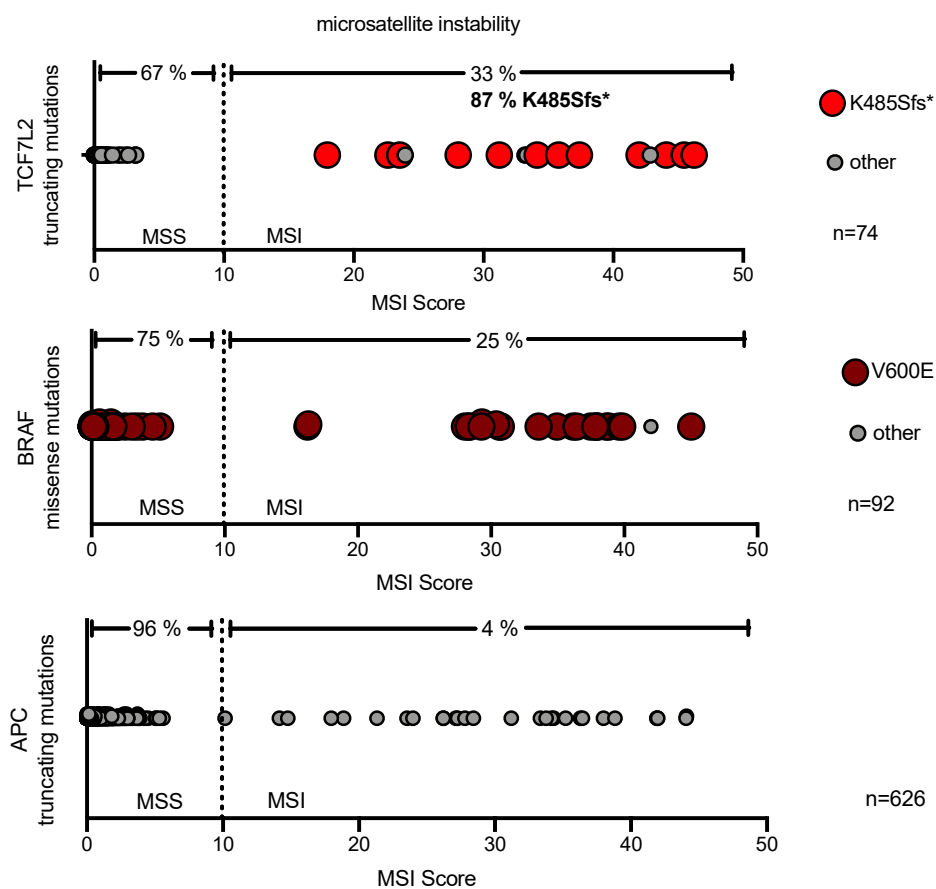 microsatellite instability
67 %
33 %
87 % K485Sfs*
TCF7L2
truncating mutations
MSS
MSI
0
10
20
30
40
50
MSI Score
K485Sfs*
other
n=74
75 %
25 %
BRAF
missense mutations
MSS
MSI
0
10
20
30
40
50
MSI Score
V600E
other
n=92
96 %
4 %
APC
truncating mutations
MSS
MSI
0
10
20
30
40
50
MSI Score
n=626